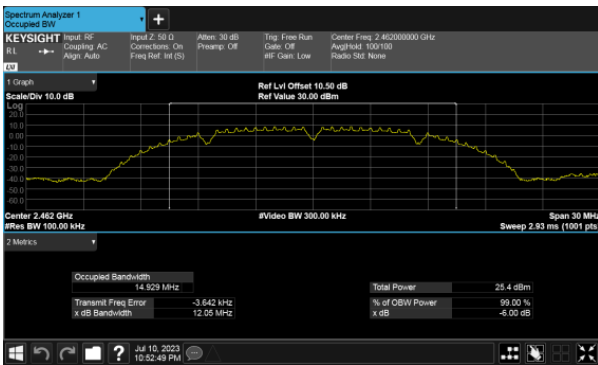 Spectrum Analyzer 1
Occupied BW
KEYSIGHT
RL
Input: RF
Coupling: AC
Align: Auto
Input Z: 50 Ω
Corrections: On
Freq Ref: Int (S)
Atten: 30 dB
Preamp: Off
Trig: Free Run
Gate: Off
#IF Gain: Low
Center Freq: 2.462000000 GHz
Avg|Hold: 100/100
Radio Std: None
1 Graph
Scale/Div 10.0 dB
Ref Lvl Offset 10.50 dB
Ref Value 30.00 dBm
Log
20.0
10.0
0.00
-10.0
-20.0
-30.0
-40.0
-50.0
-60.0
Center 2.462 GHz
#Res BW 100.00 kHz
#Video BW 300.00 kHz
Span 30 MHz
Sweep 2.93 ms (1001 pts
2 Metrics
Occupied Bandwidth
14.929 MHz
Transmit Freq Error -3.642 kHz
x dB Bandwidth 12.05 MHz
Total Power 25.4 dBm
% of OBW Power 99.00 %
x dB -6.00 dB
Jul 10, 2023
10:52:49 PM